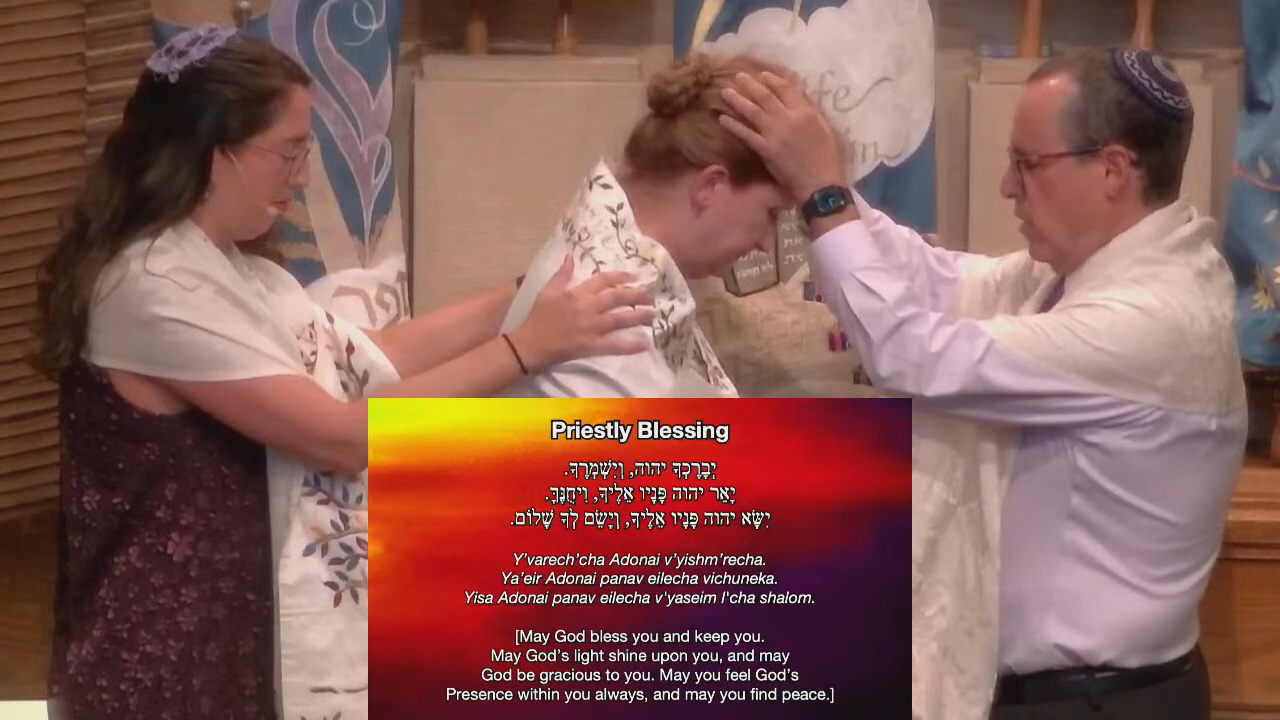 life
Priestly Blessing
יְבָרֶכְךָ יהוה, וְיִשְׁמְרֶךָ.
יָאֵר יהוה פָּנָיו אֵלֶיךָ, וִיחֻנֶּךָּ.
יִשָּׂא יהוה פָּנָיו אֵלֶיךָ, וְיָשֵׂם לְךָ שָׁלוֹם.
Y'varech'cha Adonai v'yishm'recha.
Ya'eir Adonai panav eilecha vichuneka.
Yisa Adonai panav eilecha v'yaseim l'cha shalom.
[May God bless you and keep you.
May God's light shine upon you, and may
God be gracious to you. May you feel God's
Presence within you always, and may you find peace.]